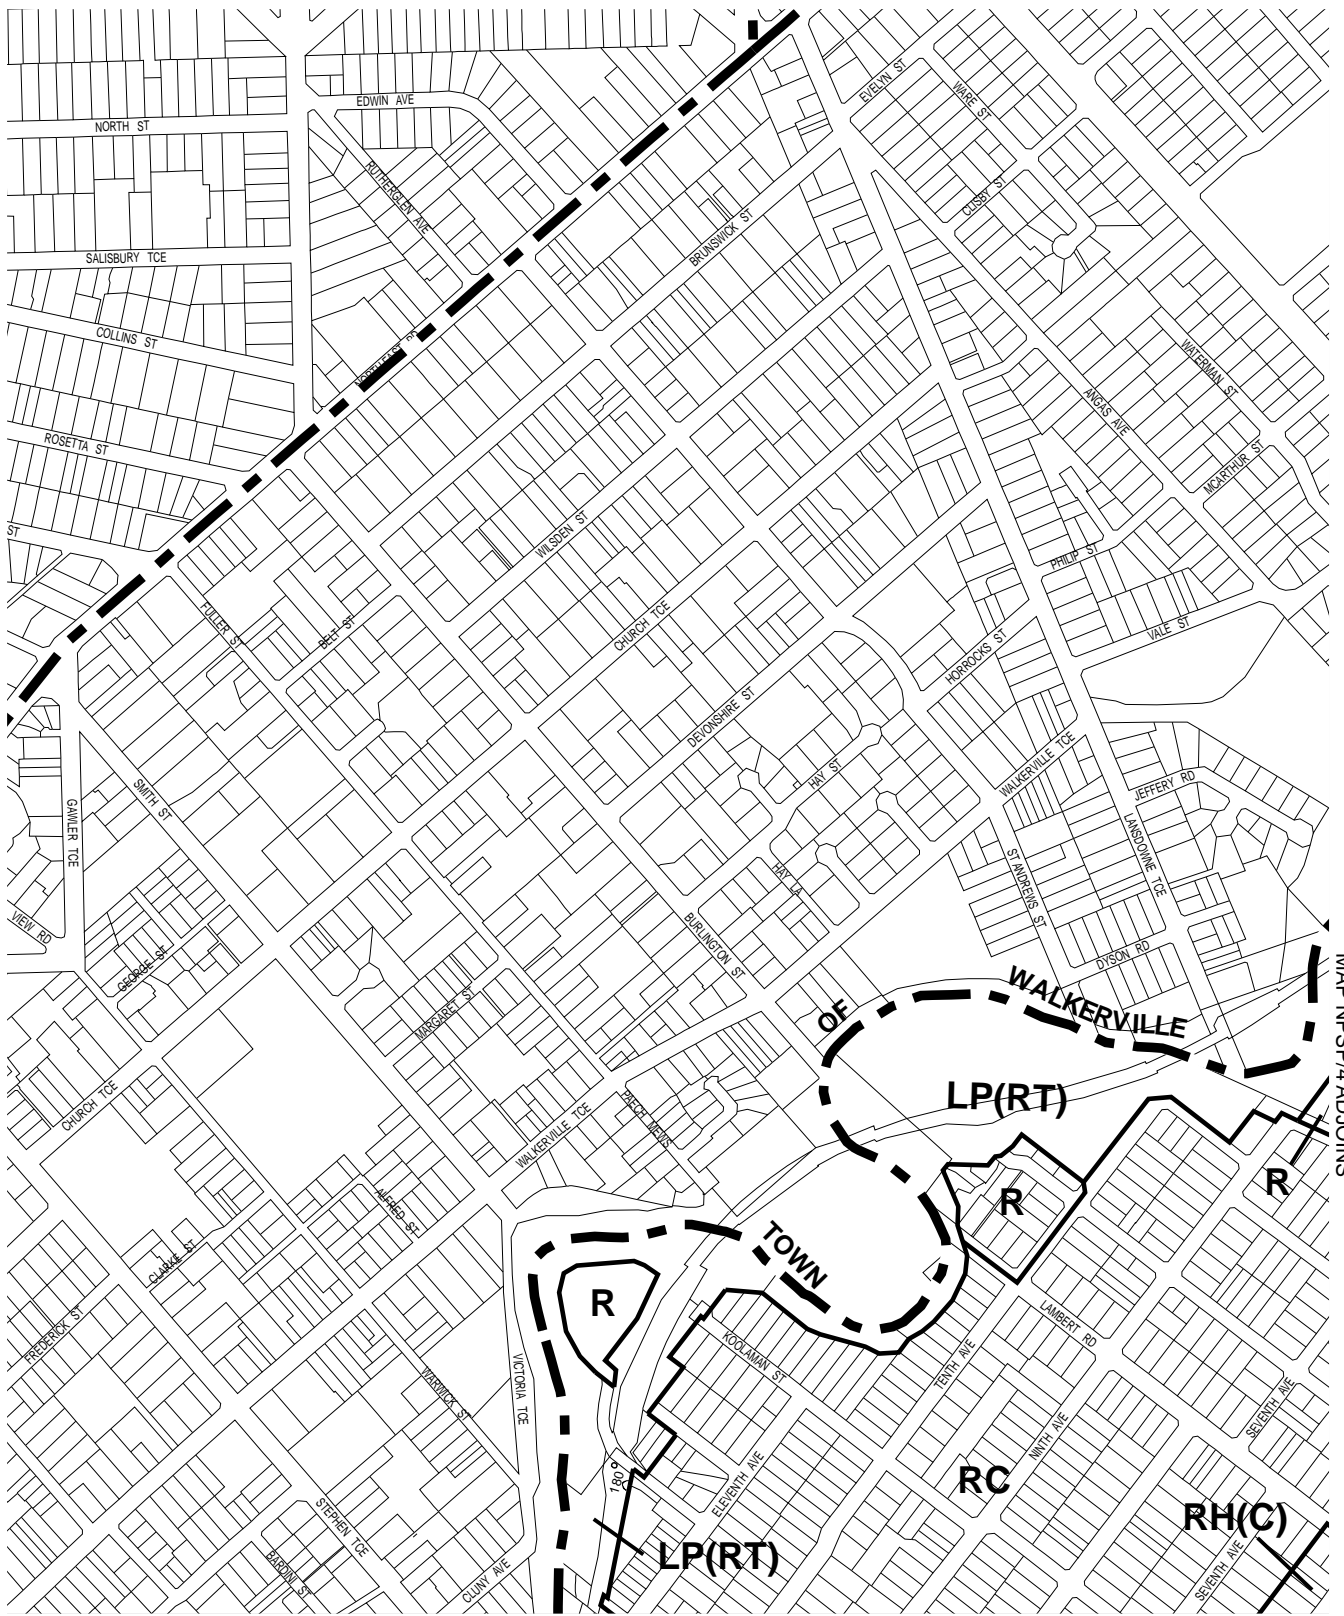 EVELYN ST
WARE ST
EDWIN AVE
NORTH ST
RUTHERGLEN AVE
CLISBY ST
BRUNSWICK ST
SALISBURY TCE
COLLINS ST
WATERMAN ST
ANGAS AVE
ROSETTA ST
MCARTHUR ST
ST
WILSDEN ST
PHILIP ST
FULLER ST
BELT ST
CHURCH TCE
VALE ST
HORROCKS ST
DEVONSHIRE ST
WALKERVILLE TCE
HAY ST
JEFFERY RD
SMITH ST
GAWLER TCE
LANSDOWNE TCE
ST ANDREWS ST
HAY LA
VIEW RD
BURLINGTON ST
GEORGE ST
DYSON RD
MARGARET ST
OF
WALKERVILLE
MAP NPSP/4 ADJOINS
LP(RT)
CHURCH TCE
PAECH MEWS
WALKERVILLE TCE
R
R
ALFRED ST
CLARKE ST
TOWN
R
FREDERICK ST
KOOLAMAN ST
LAMBERT RD
TENTH AVE
VICTORIA TCE
WARWICK ST
SEVENTH AVE
NINTH AVE
180°
ELEVENTH AVE
RC
RH(C)
STEPHEN TCE
LP(RT)
BARDINI ST
CLUNY AVE
SEVENTH AVE